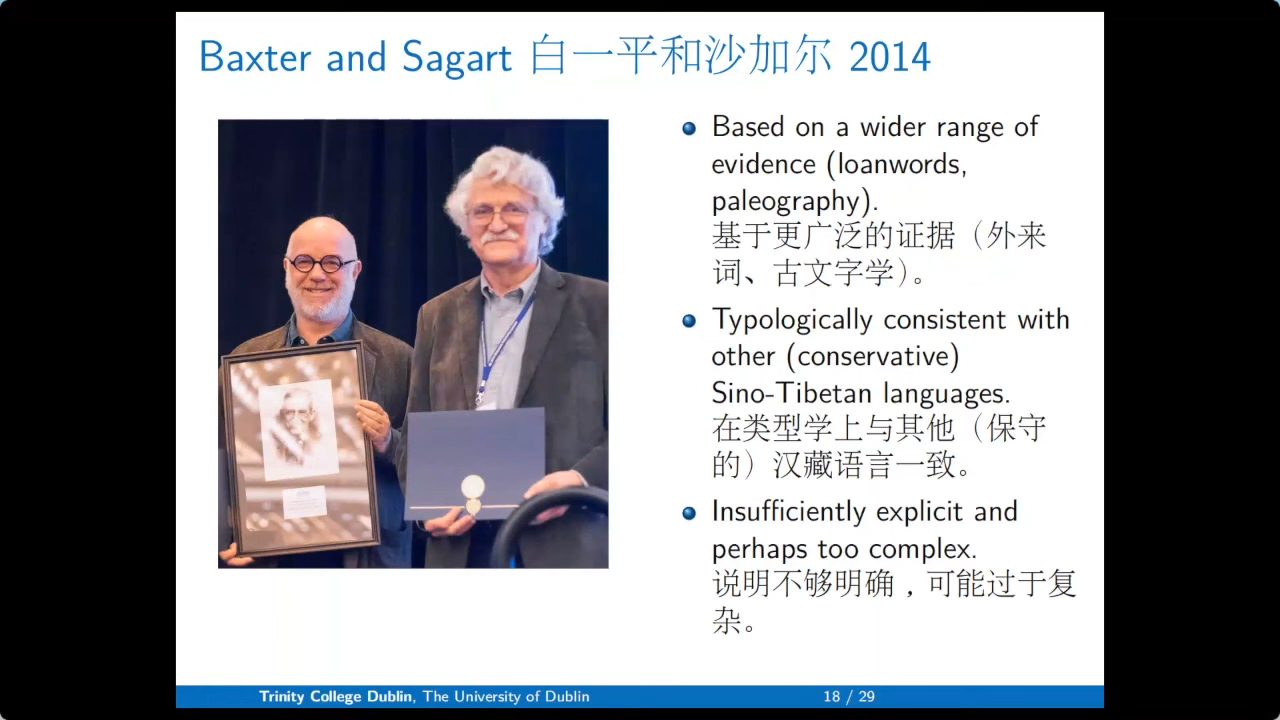 Baxter and Sagart 白一平和沙加尔 2014
Based on a wider range of
evidence (loanwords,
paleography).
基于更广泛的证据（外来
词、古文字学）。
Typologically consistent with
other (conservative)
Sino-Tibetan languages.
在类型学上与其他（保守
的）汉藏语言一致。
Insufficiently explicit and
perhaps too complex.
说明不够明确，可能过于复
杂。
Trinity College Dublin, The University of Dublin
18 / 29